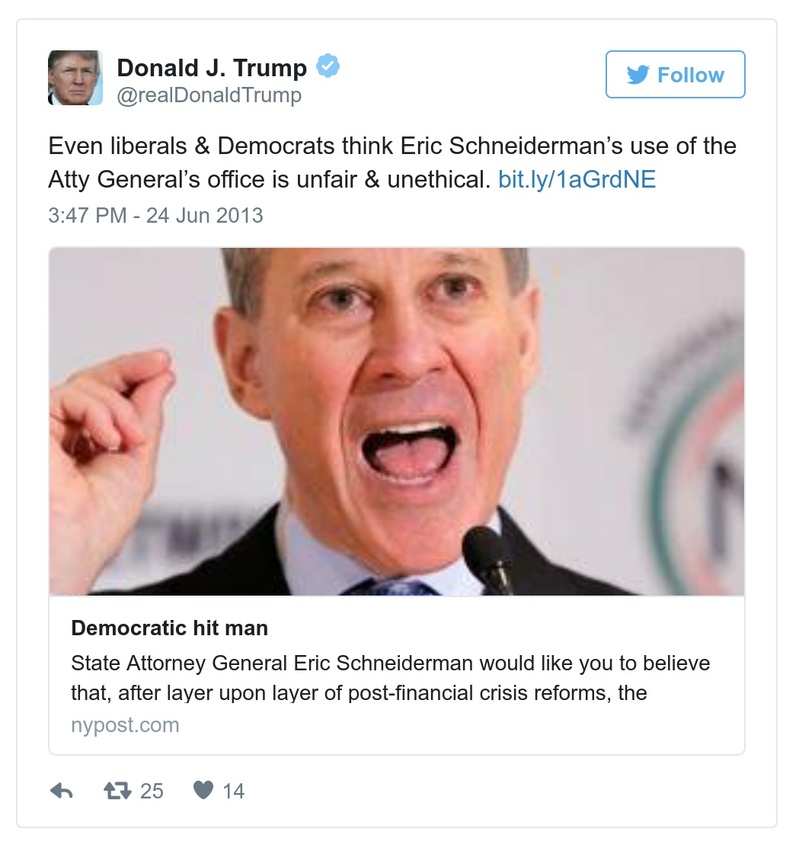 Donald J. Trump
@realDonaldTrump
Follow
Even liberals & Democrats think Eric Schneiderman’s use of the
Atty General’s office is unfair & unethical. bit.ly/1aGrdNE
3:47 PM - 24 Jun 2013
Democratic hit man
State Attorney General Eric Schneiderman would like you to believe
that, after layer upon layer of post-financial crisis reforms, the
nypost.com
25
14